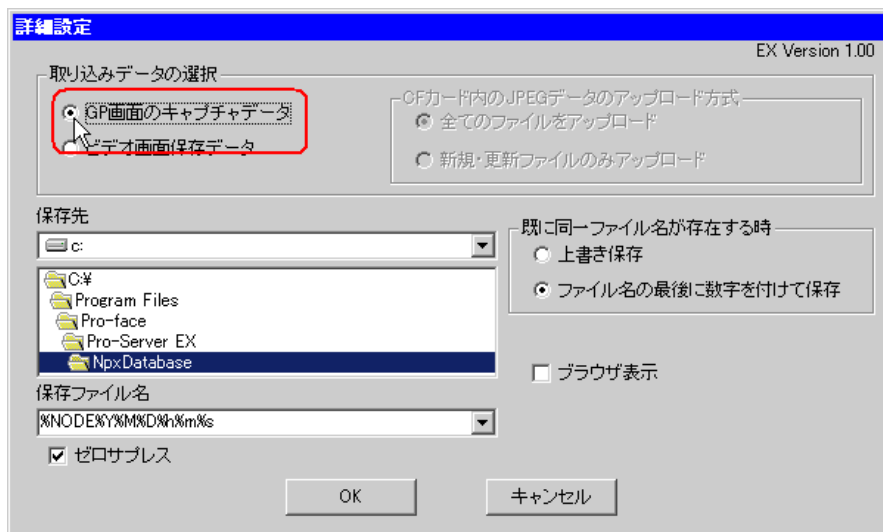 詳細設定
EX Version 1.00
取り込みデータの選択
GP画面のキャプチャデータ
ビデオ画面保存データ
CFカード内のJPEGデータのアップロード方式
全てのファイルをアップロード
新規・更新ファイルのみアップロード
保存先
c:
C:¥
Program Files
Pro-face
Pro-Server EX
NpxDatabase
既に同一ファイル名が存在する時
上書き保存
ファイル名の最後に数字を付けて保存
ブラウザ表示
保存ファイル名
%NODE%Y%M%D%h%m%s
ゼロサプレス
OK
キャンセル